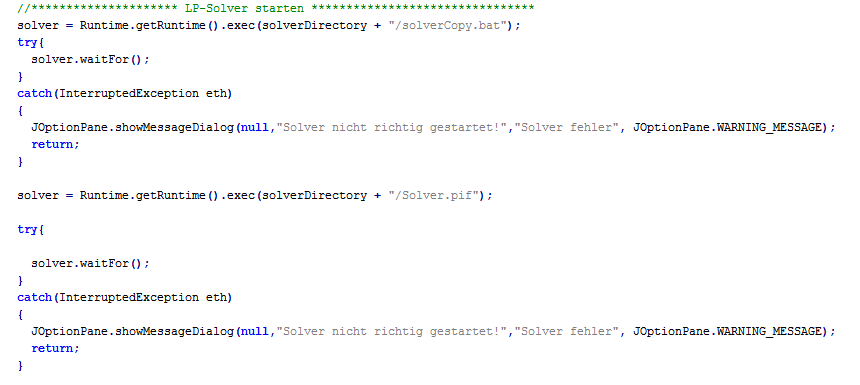 //********************* LP-Solver starten ********************************
solver = Runtime.getRuntime().exec(solverDirectory + "/solverCopy.bat");
try{
solver.waitFor();
}
catch(InterruptedException eth)
{
JOptionPane.showMessageDialog(null,"Solver nicht richtig gestartet!","Solver fehler", JOptionPane.WARNING_MESSAGE);
return;
}
solver = Runtime.getRuntime().exec(solverDirectory + "/Solver.pif");
try{
solver.waitFor();
}
catch(InterruptedException eth)
{
JOptionPane.showMessageDialog(null,"Solver nicht richtig gestartet!","Solver fehler", JOptionPane.WARNING_MESSAGE);
return;
}